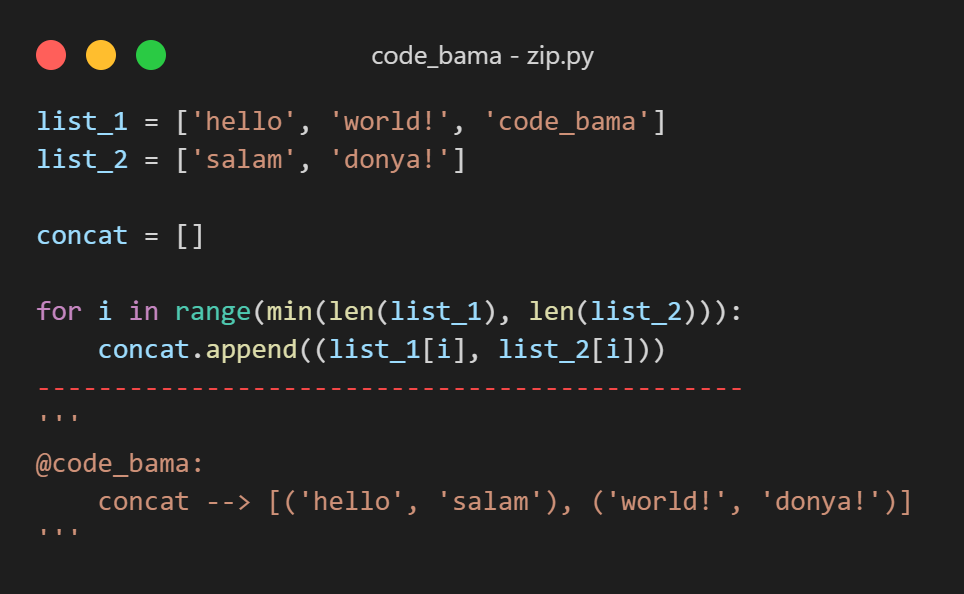 code_bama - zip.py
list_1 = ['hello', 'world!', 'code_bama']
list_2 = ['salam', 'donya!']
concat = []
for i in range(min(len(list_1), len(list_2))):
    concat.append((list_1[i], list_2[i]))
----------------------------------------------
'''
@code_bama:
    concat --> [('hello', 'salam'), ('world!', 'donya!')]
'''